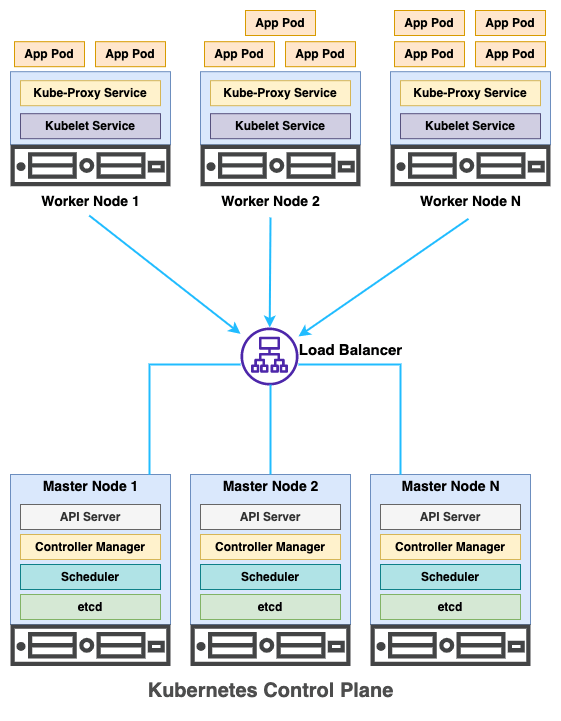 App Pod
App Pod App Pod
App Pod App Pod App Pod App Pod App Pod App Pod
Kube-Proxy Service Kube-Proxy Service Kube-Proxy Service
Kubelet Service Kubelet Service Kubelet Service
Worker Node 1 Worker Node 2 Worker Node N
Load Balancer
Master Node 1 Master Node 2 Master Node N
API Server API Server API Server
Controller Manager Controller Manager Controller Manager
Scheduler Scheduler Scheduler
etcd etcd etcd
Kubernetes Control Plane